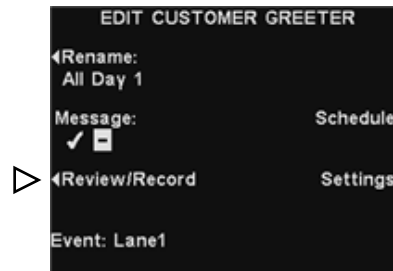 EDIT CUSTOMER GREETER
Rename:
All Day 1
Message: Schedule
✓ -
Review/Record Settings
Event: Lane1